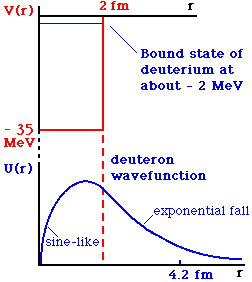 V(r)
2 fm
r
Bound state of
deuterium at
about - 2 MeV
- 35
MeV
U(r)
deuteron
wavefunction
exponential fall
sine-like
4.2 fm
r